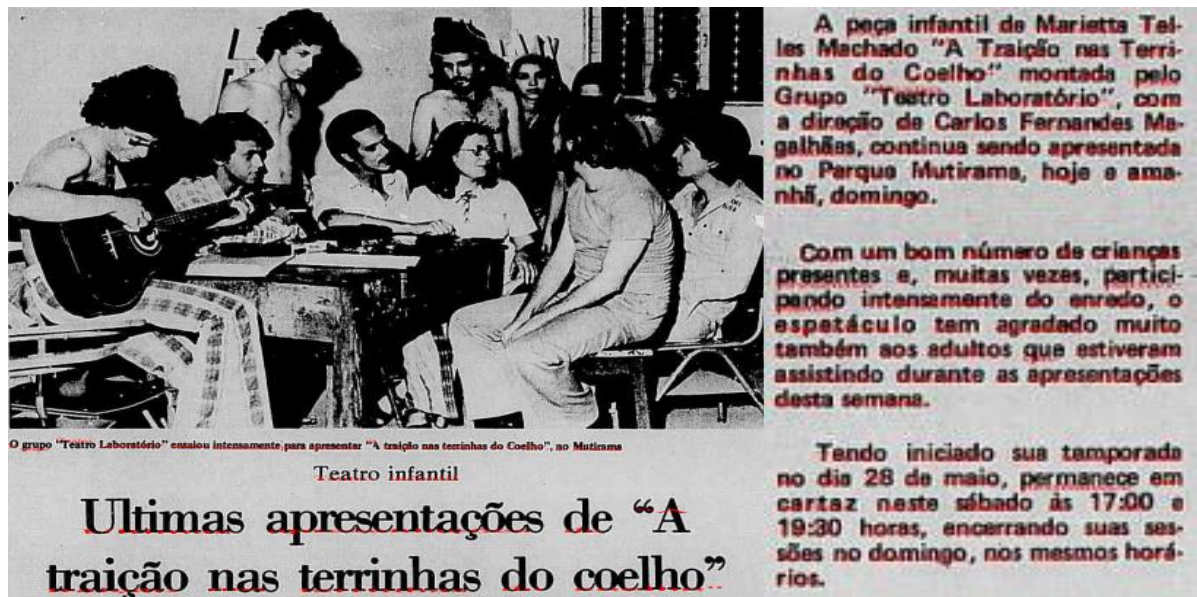 O grupo "Teatro Laboratório" ensaiou intensamente para apresentar "A traição nas terrinhas do Coelho", no Mutirama
Teatro infantil
Ultimas apresentações de "A
traição nas terrinhas do coelho"
A peça infantil de Marietta Tel-
les Machado "A Traição nas Terri-
nhas do Coelho" montada pelo
Grupo "Teatro Laboratório", com
a direção de Carlos Fernandes Ma-
galhães, continua sendo apresentada
no Parque Mutirama, hoje e ama-
nhã, domingo.
Com um bom número de crianças
presentes e, muitas vezes, partici-
pando intensamente do enredo, o
espetáculo tem agradado muito
também aos adultos que estiveram
assistindo durante as apresentações
desta semana.
Tendo iniciado sua temporada
no dia 28 de maio, permanece em
cartaz neste sábado às 17:00 e
19:30 horas, encerrando suas ses-
sões no domingo, nos mesmos horá-
rios.